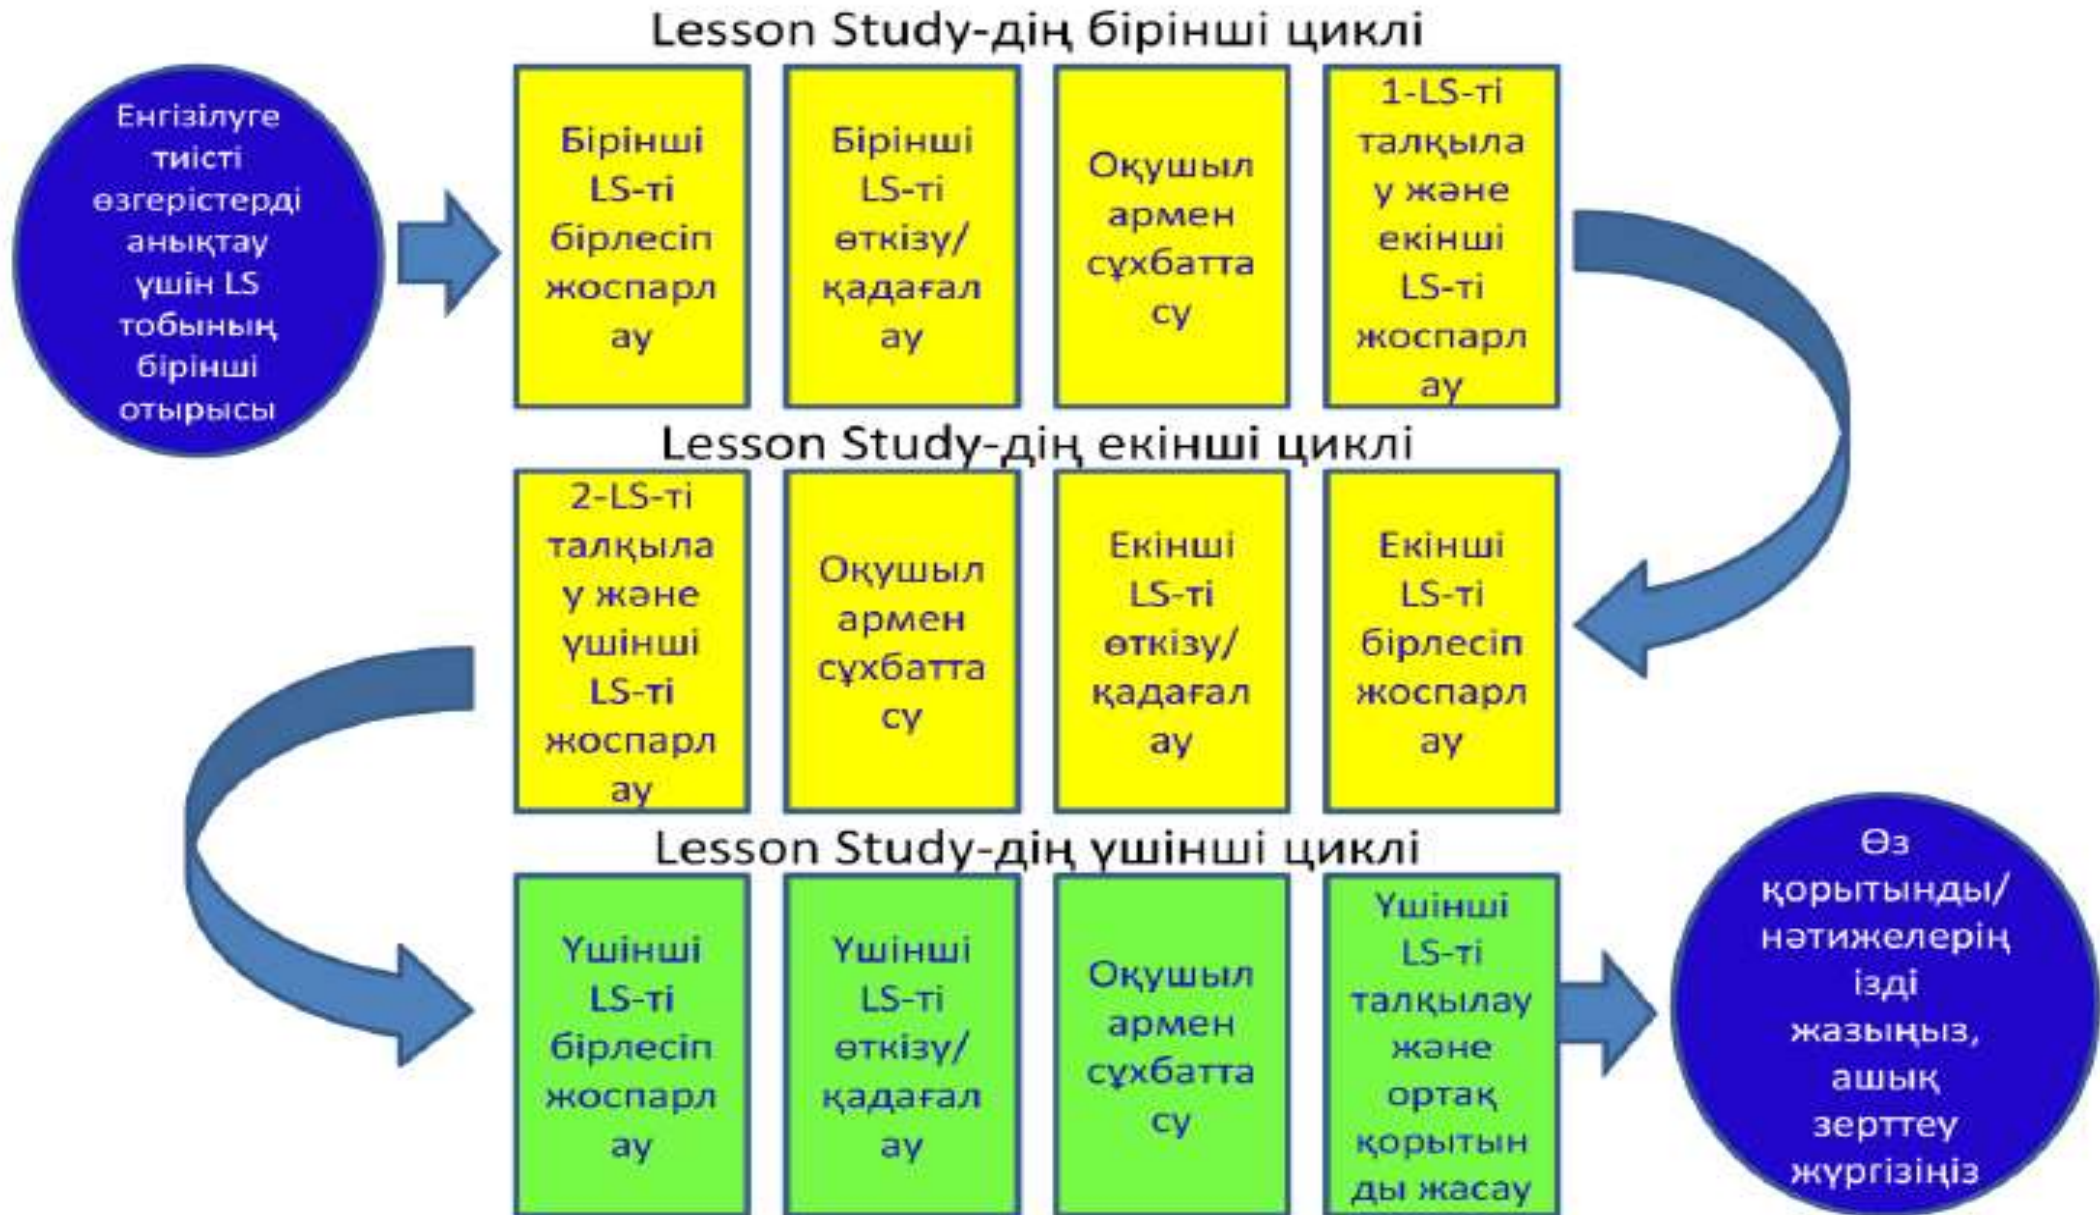 Lesson Study-дің бірінші циклі
Енгізілуге
тиісті
өзгерістерді
анықтау
үшін LS
тобының
бірінші
отырысы
Бірінші
LS-ті
бірлесіп
жоспарл
ау
Бірінші
LS-ті
өткізу/
қадағал
ау
Оқушыл
армен
сұхбатта
су
1-LS-ті
талқыла
у және
екінші
LS-ті
жоспарл
ау
Lesson Study-дің екінші циклі
2-LS-ті
талқыла
у және
үшінші
LS-ті
жоспарл
ау
Оқушыл
армен
сұхбатта
су
Екінші
LS-ті
өткізу/
қадағал
ау
Екінші
LS-ті
бірлесіп
жоспарл
ау
Lesson Study-дің үшінші циклі
Үшінші
LS-ті
бірлесіп
жоспарл
ау
Үшінші
LS-ті
өткізу/
қадағал
ау
Оқушыл
армен
сұхбатта
су
Үшінші
LS-ті
талқылау
және
ортақ
қорытын
ды жасау
Өз
қорытынды/
нәтижелерің
ізді
жазыңыз,
ашық
зерттеу
жүргізіңіз